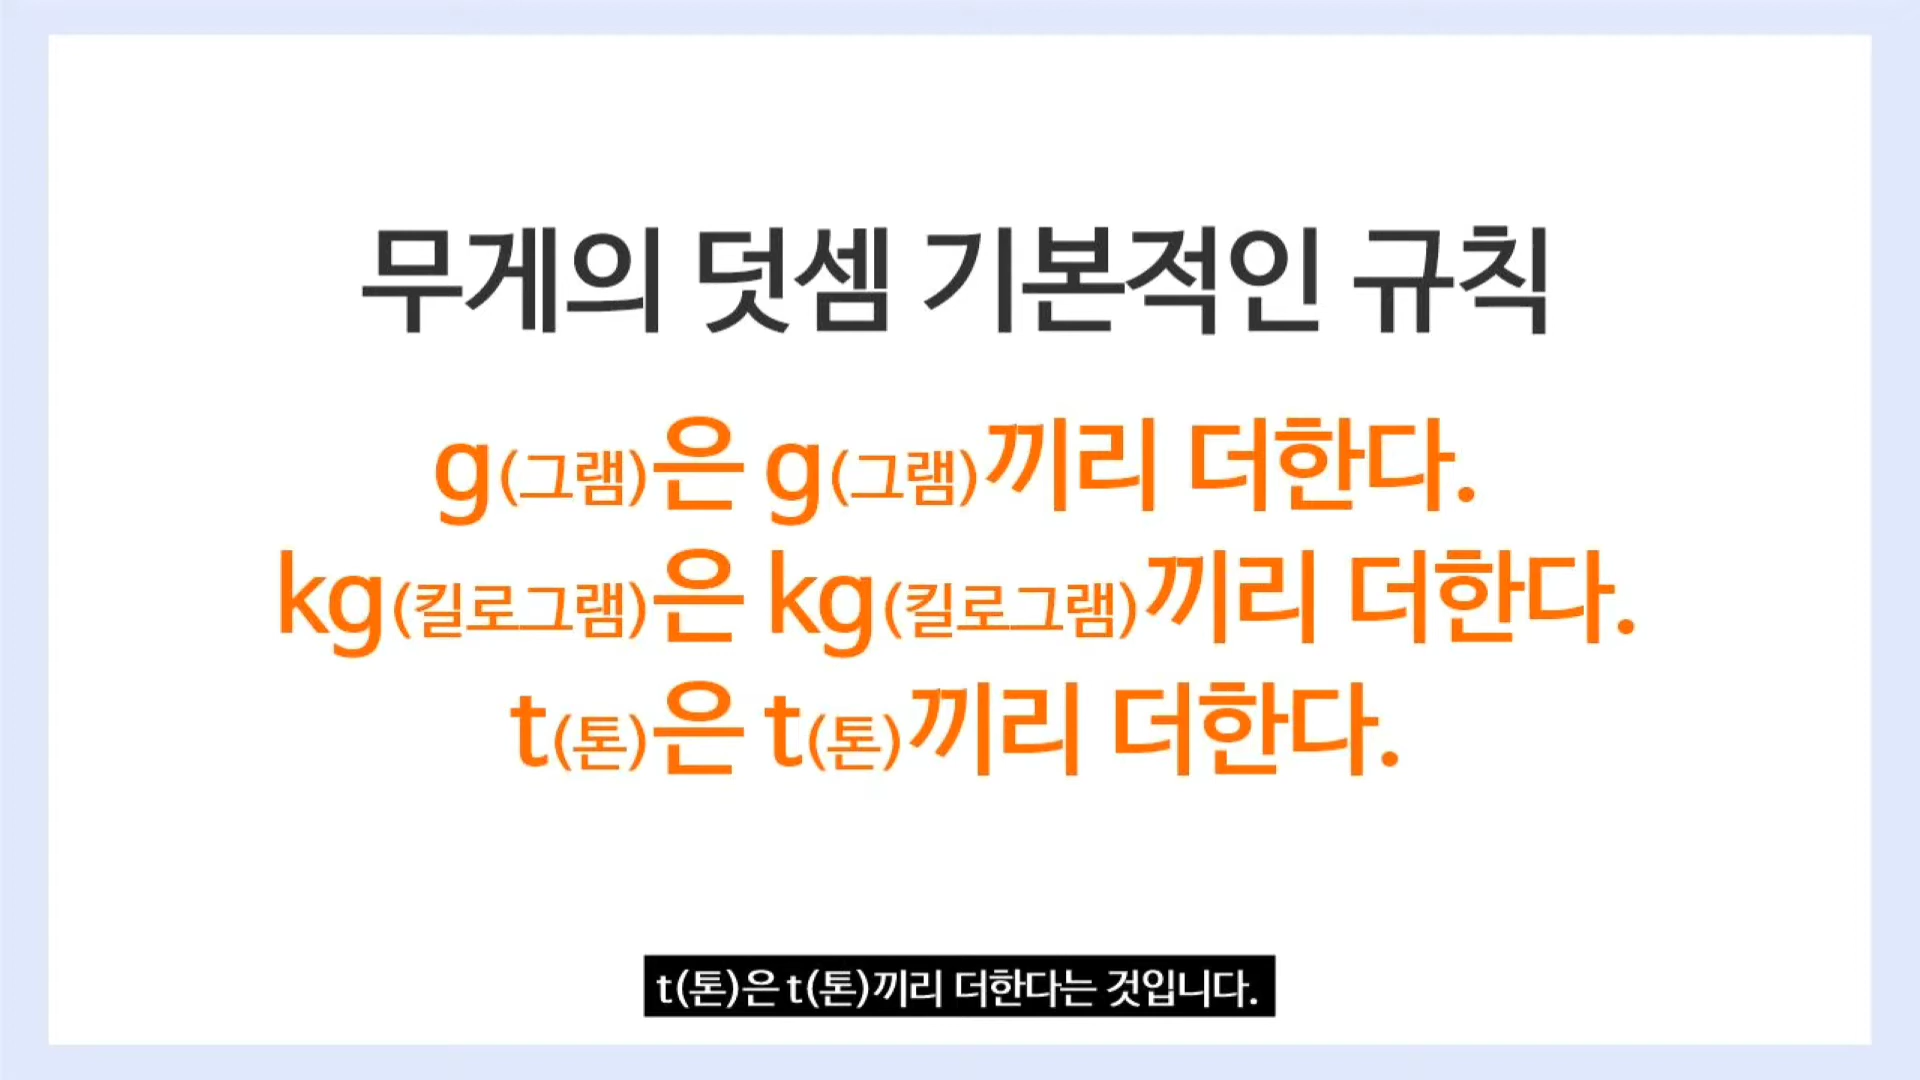 무게의 덧셈 기본적인 규칙
g(그램)은 g(그램)끼리 더한다.
kg(킬로그램)은 kg(킬로그램)끼리 더한다.
t(톤)은 t(톤)끼리 더한다.
t(톤)은 t(톤)끼리 더한다는 것입니다.